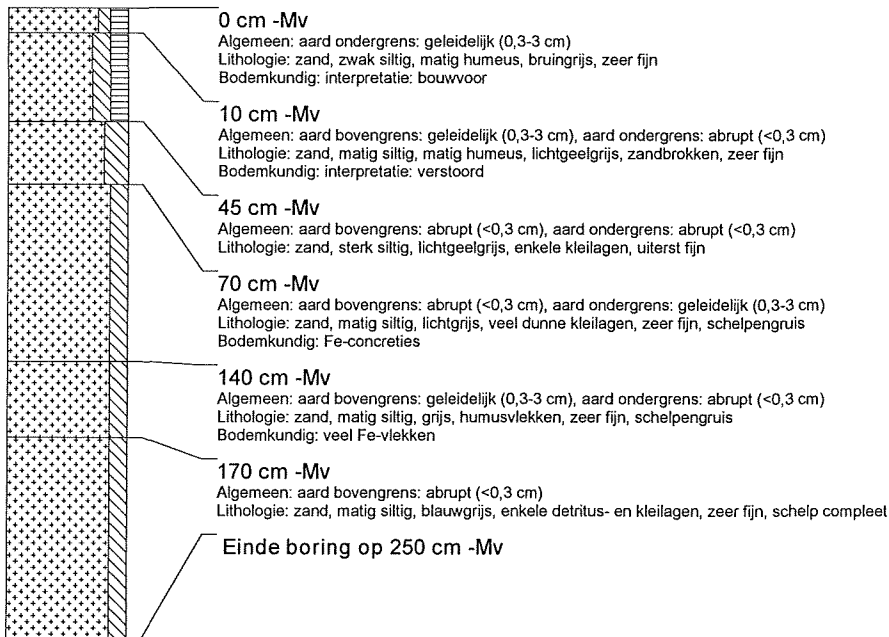 0 cm -Mv
Algemeen: aard ondergrens: geleidelijk (0,3-3 cm)
Lithologie: zand, zwak siltig, matig humeus, bruingrijs, zeer fijn
Bodemkundig: interpretatie: bouwvoor
10 cm -Mv
Algemeen: aard bovengrens: geleidelijk (0,3-3 cm), aard ondergrens: abrupt (<0,3 cm)
Lithologie: zand, matig siltig, matig humeus, lichtgeelgrijs, zandbrokken, zeer fijn
Bodemkundig: interpretatie: verstoord
45 cm -Mv
Algemeen: aard bovengrens: abrupt (<0,3 cm), aard ondergrens: abrupt (<0,3 cm)
Lithologie: zand, sterk siltig, lichtgeelgrijs, enkele kleilagen, uiterst fijn
70 cm -Mv
Algemeen: aard bovengrens: abrupt (<0,3 cm), aard ondergrens: geleidelijk (0,3-3 cm)
Lithologie: zand, matig siltig, lichtgrijs, veel dunne kleilagen, zeer fijn, schelpengruis
Bodemkundig: Fe-concreties
140 cm -Mv
Algemeen: aard bovengrens: geleidelijk (0,3-3 cm), aard ondergrens: abrupt (<0,3 cm)
Lithologie: zand, matig siltig, grijs, humusvlekken, zeer fijn, schelpengruis
Bodemkundig: veel Fe-vlekken
170 cm -Mv
Algemeen: aard bovengrens: abrupt (<0,3 cm)
Lithologie: zand, matig siltig, blauwgrijs, enkele detritus- en kleilagen, zeer fijn, schelp compleet
Einde boring op 250 cm -Mv